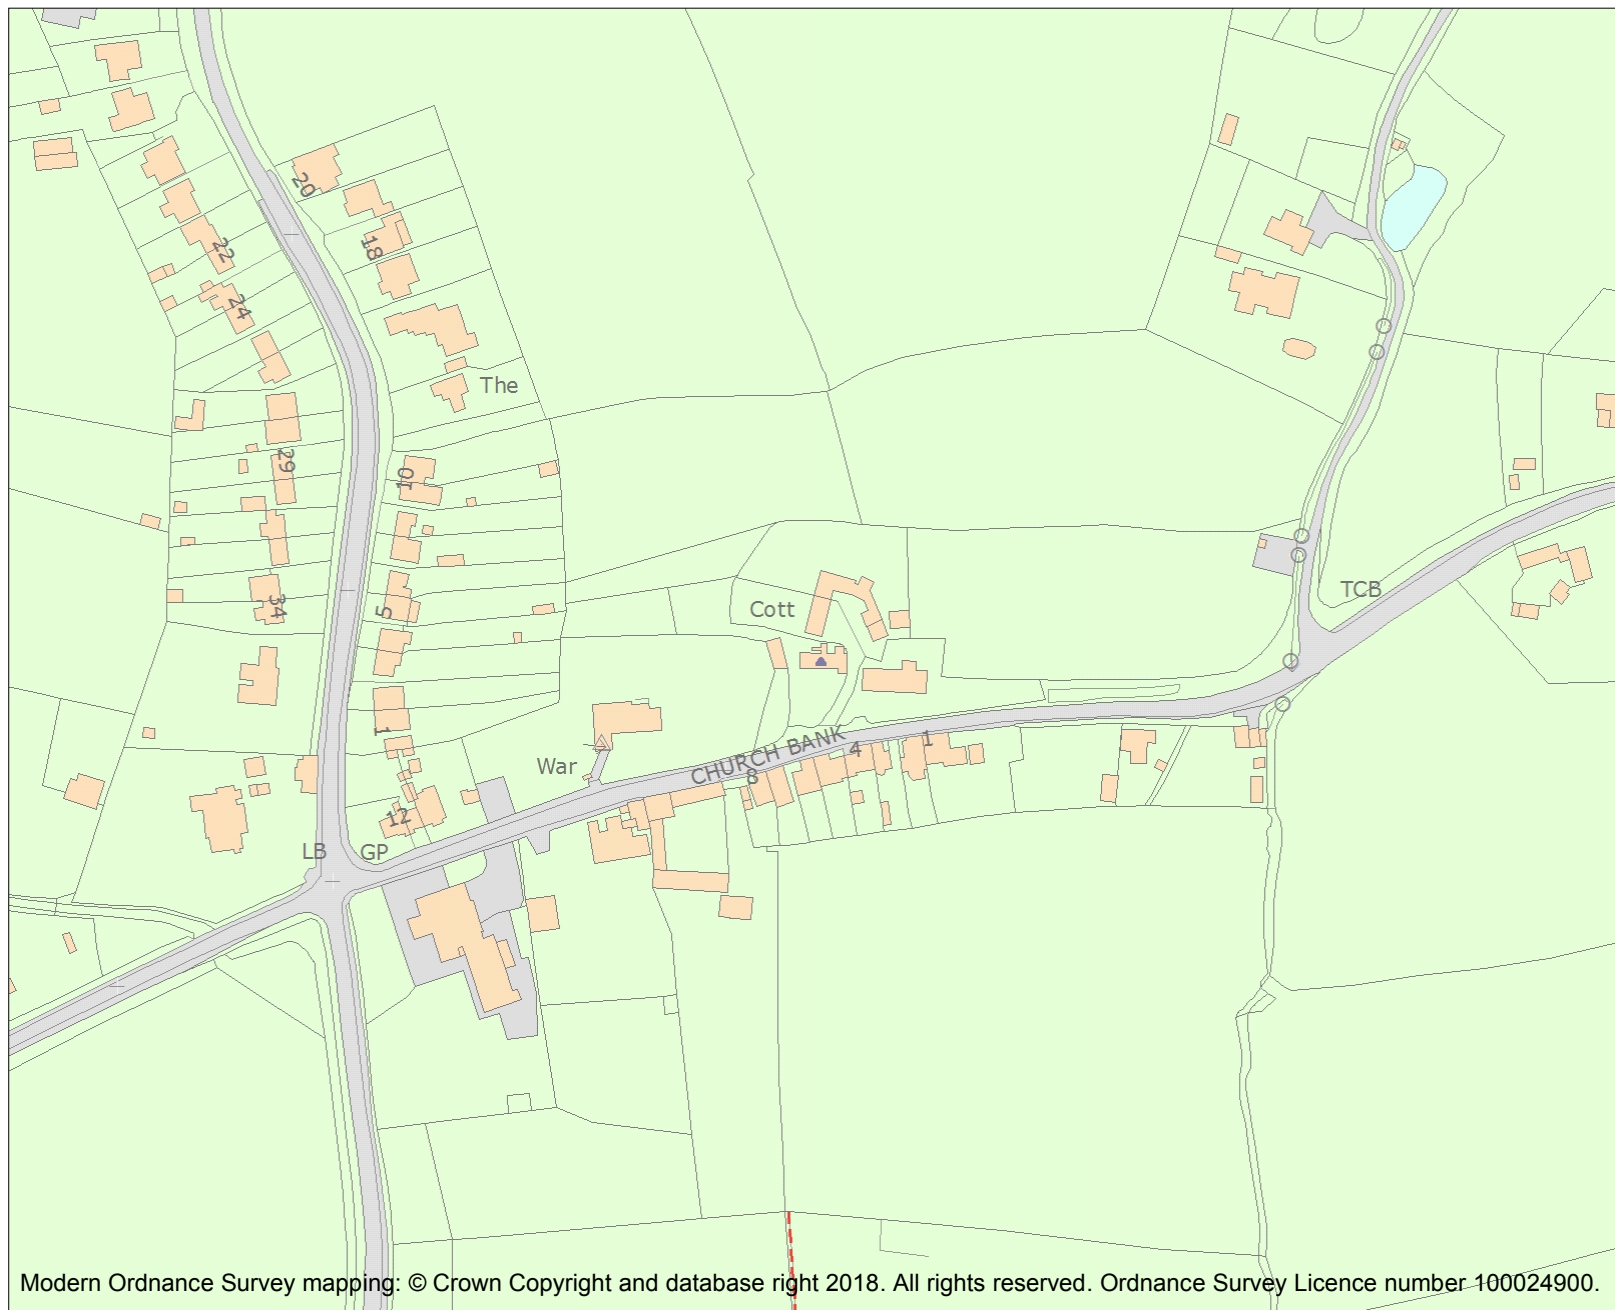 20
22
18
24
The
29
10
34
5
Cott
TCB
1
War
CHURCH BANK
8
4
1
12
LB
GP
Modern Ordnance Survey mapping: © Crown Copyright and database right 2018. All rights reserved. Ordnance Survey Licence number 100024900.